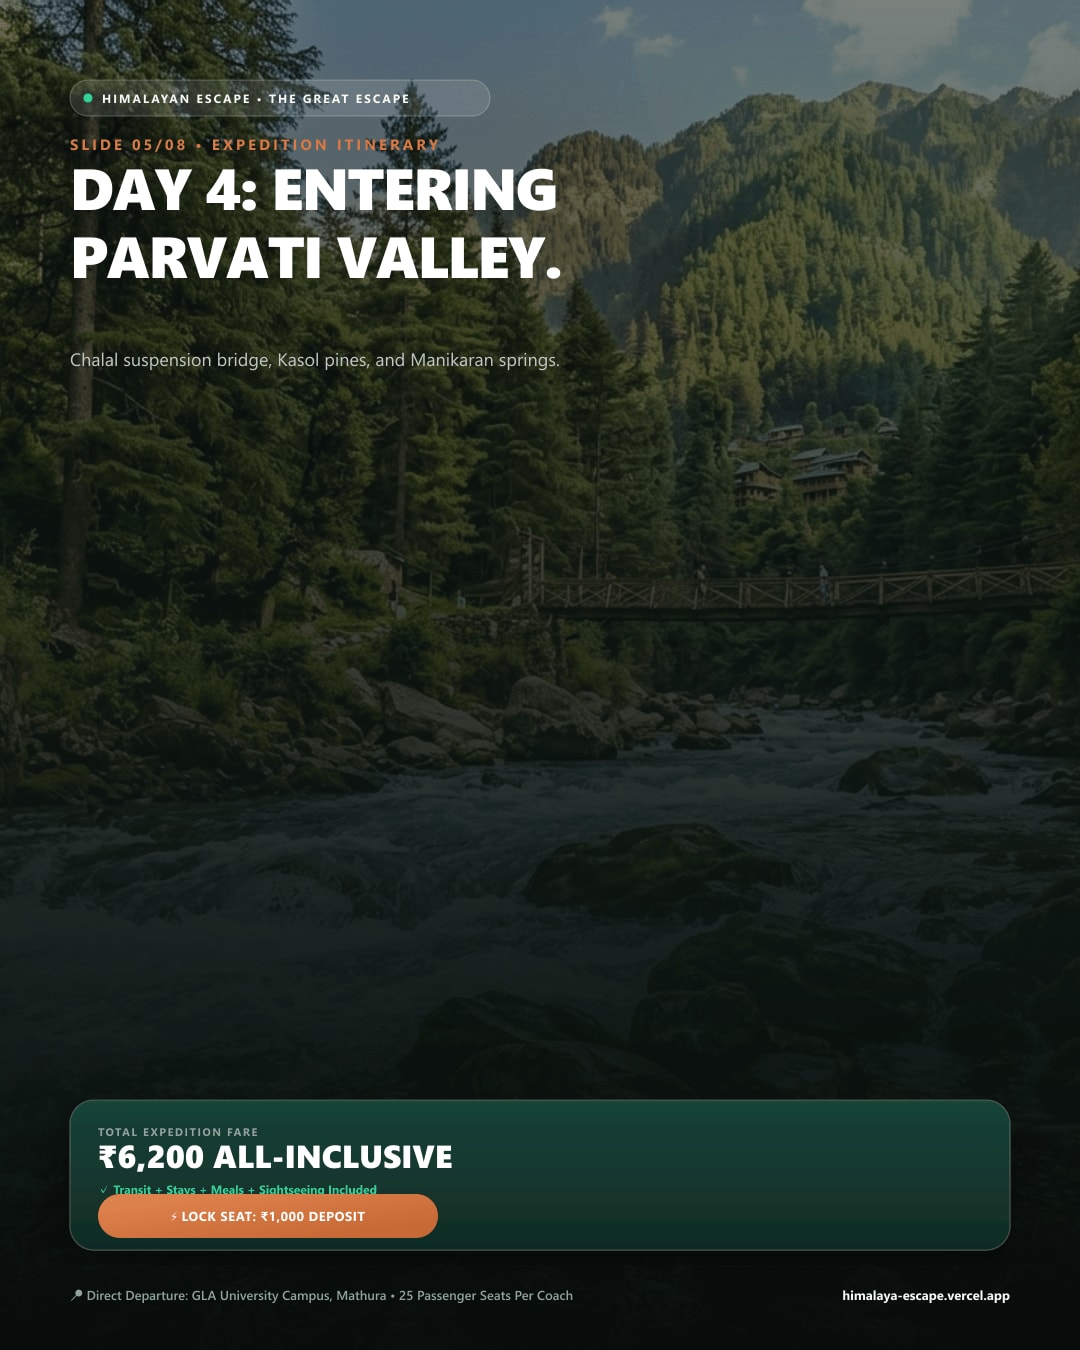 HIMALAYAN ESCAPE • THE GREAT ESCAPE
SLIDE 05/08 • EXPEDITION ITINERARY
DAY 4: ENTERING
PARVATI VALLEY.
Chalal suspension bridge, Kasol pines, and Manikaran springs.
TOTAL EXPEDITION FARE
₹6,200 ALL-INCLUSIVE
✓ Transit + Stays + Meals + Sightseeing Included
⚡ LOCK SEAT: ₹1,000 DEPOSIT
📍 Direct Departure: GLA University Campus, Mathura • 25 Passenger Seats Per Coach
himalaya-escape.vercel.app